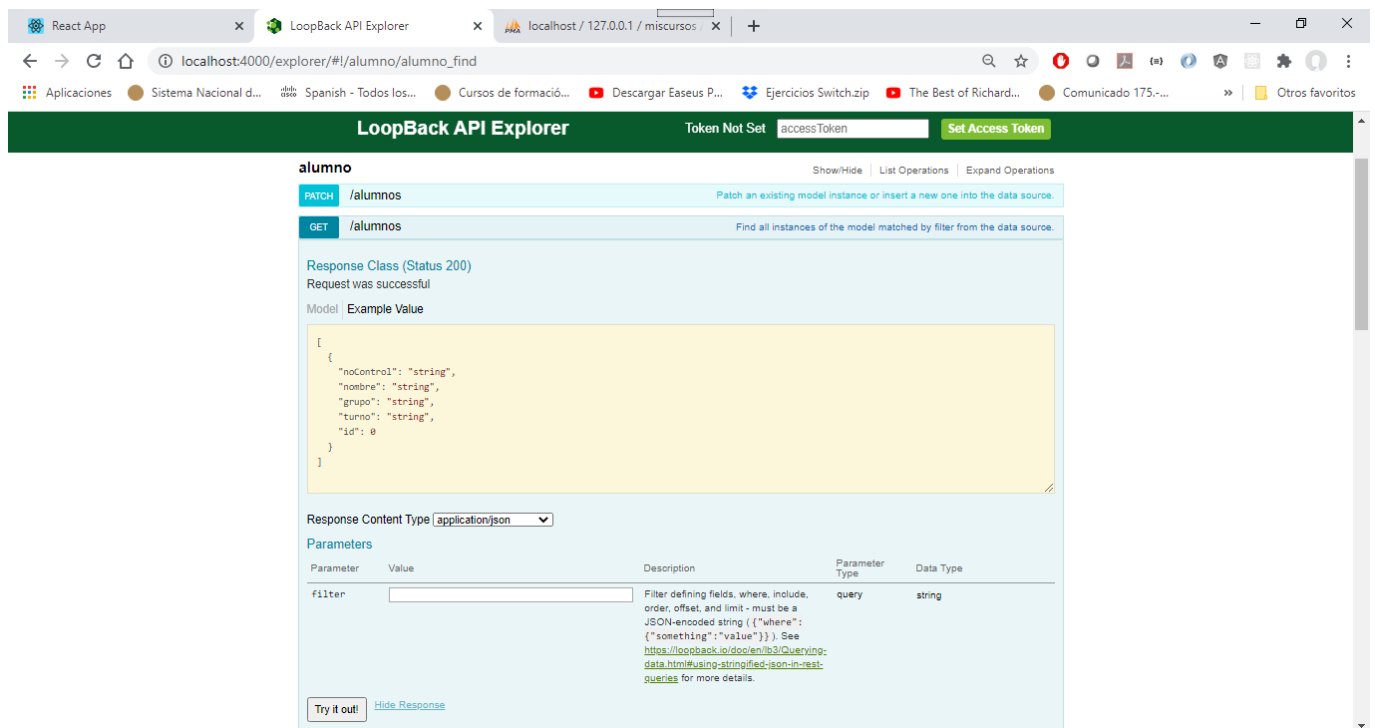 React App
LoopBack API Explorer
localhost / 127.0.0.1 / miscursos /
localhost:4000/explorer/#!/alumno/alumno_find
Aplicaciones
Sistema Nacional d...
Spanish - Todos los...
Cursos de formació...
Descargar Easeus P...
Ejercicios Switch.zip
The Best of Richard...
Comunicado 175.-...
»
Otros favoritos
LoopBack API Explorer
Token Not Set
accessToken
Set Access Token
alumno
Show/Hide
List Operations
Expand Operations
PATCH
/alumnos
Patch an existing model instance or insert a new one into the data source.
GET
/alumnos
Find all instances of the model matched by filter from the data source.
Response Class (Status 200)
Request was successful
Model
Example Value
[
{
"noControl": "string",
"nombre": "string",
"grupo": "string",
"turno": "string",
"id": 0
}
]
Response Content Type
application/json
Parameters
Parameter
Value
Description
Parameter
Type
Data Type
filter
Filter defining fields, where, include,
order, offset, and limit - must be a
JSON-encoded string ( {"where":
{"something":"value"}} ). See
https://loopback.io/doc/en/lb3/Querying-
data.html#using-stringified-json-in-rest-
queries for more details.
query
string
Try it out!
Hide Response